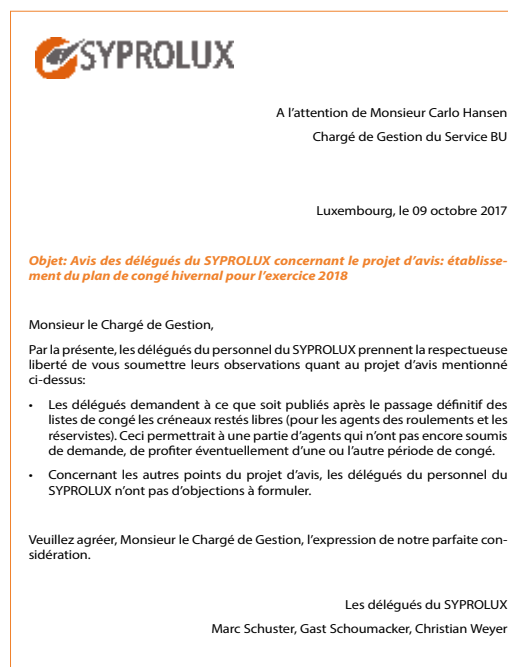 SYPROLUX
A l'attention de Monsieur Carlo Hansen
Chargé de Gestion du Service BU
Luxembourg, le 09 octobre 2017
Objet: Avis des délégués du SYPROLUX concernant le projet d'avis: établisse-
ment du plan de congé hivernal pour l'exercice 2018
Monsieur le Chargé de Gestion,
Par la présente, les délégués du personnel du SYPROLUX prennent la respectueuse
liberté de vous soumettre leurs observations quant au projet d'avis mentionné
ci-dessus:
• Les délégués demandent à ce que soit publiés après le passage définitif des
listes de congé les créneaux restés libres (pour les agents des roulements et les
réservistes). Ceci permettrait à une partie d'agents qui n'ont pas encore soumis
de demande, de profiter éventuellement d'une ou l'autre période de congé.
• Concernant les autres points du projet d'avis, les délégués du personnel du
SYPROLUX n'ont pas d'objections à formuler.
Veuillez agréer, Monsieur le Chargé de Gestion, l'expression de notre parfaite con-
sidération.
Les délégués du SYPROLUX
Marc Schuster, Gast Schoumacker, Christian Weyer